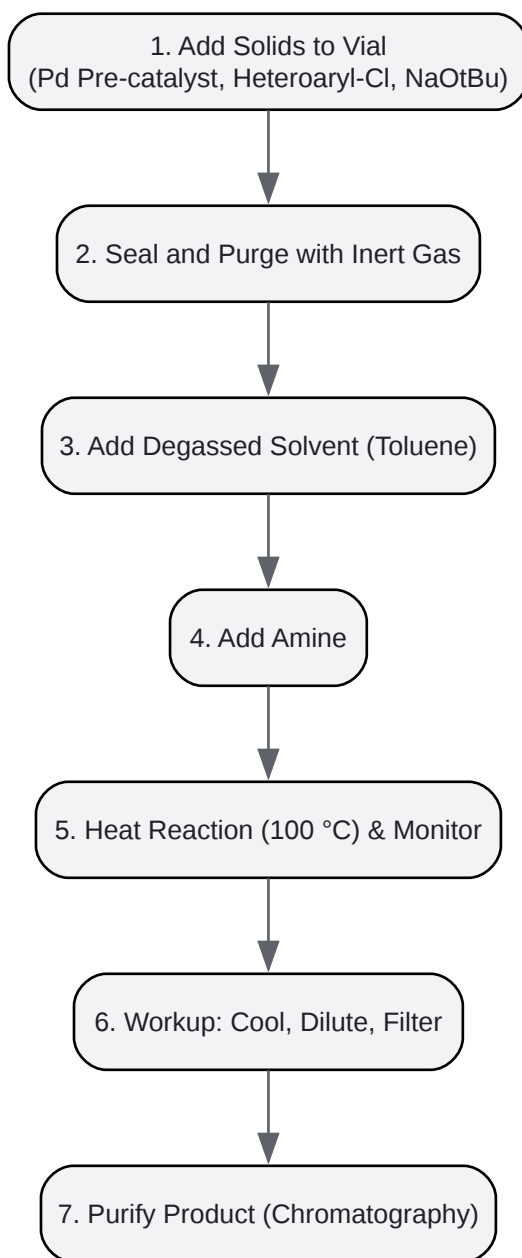 1. Add Solids to Vial
(Pd Pre-catalyst, Heteroaryl-Cl, NaOtBu)
2. Seal and Purge with Inert Gas
3. Add Degassed Solvent (Toluene)
4. Add Amine
5. Heat Reaction (100 °C) & Monitor
6. Workup: Cool, Dilute, Filter
7. Purify Product (Chromatography)